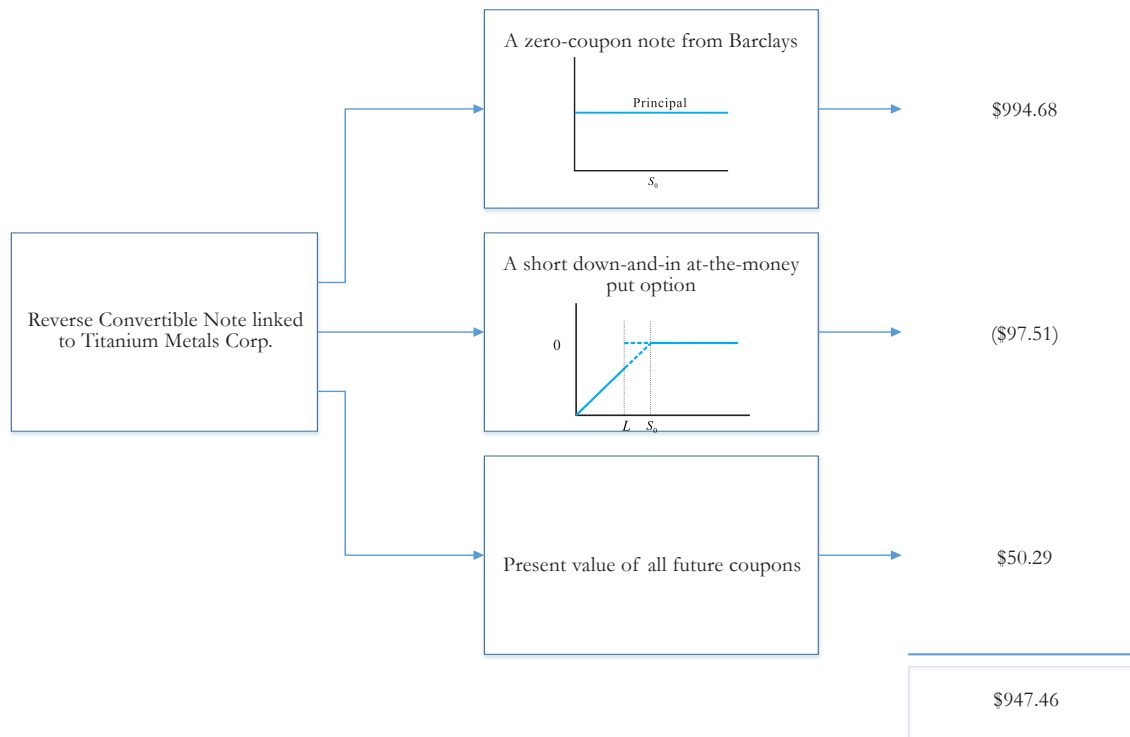 A zero-coupon note from Barclays
Principal
S₀
$994.68
Reverse Convertible Note linked
to Titanium Metals Corp.
A short down-and-in at-the-money
put option
0
L S₀
($97.51)
Present value of all future coupons
$50.29
$947.46